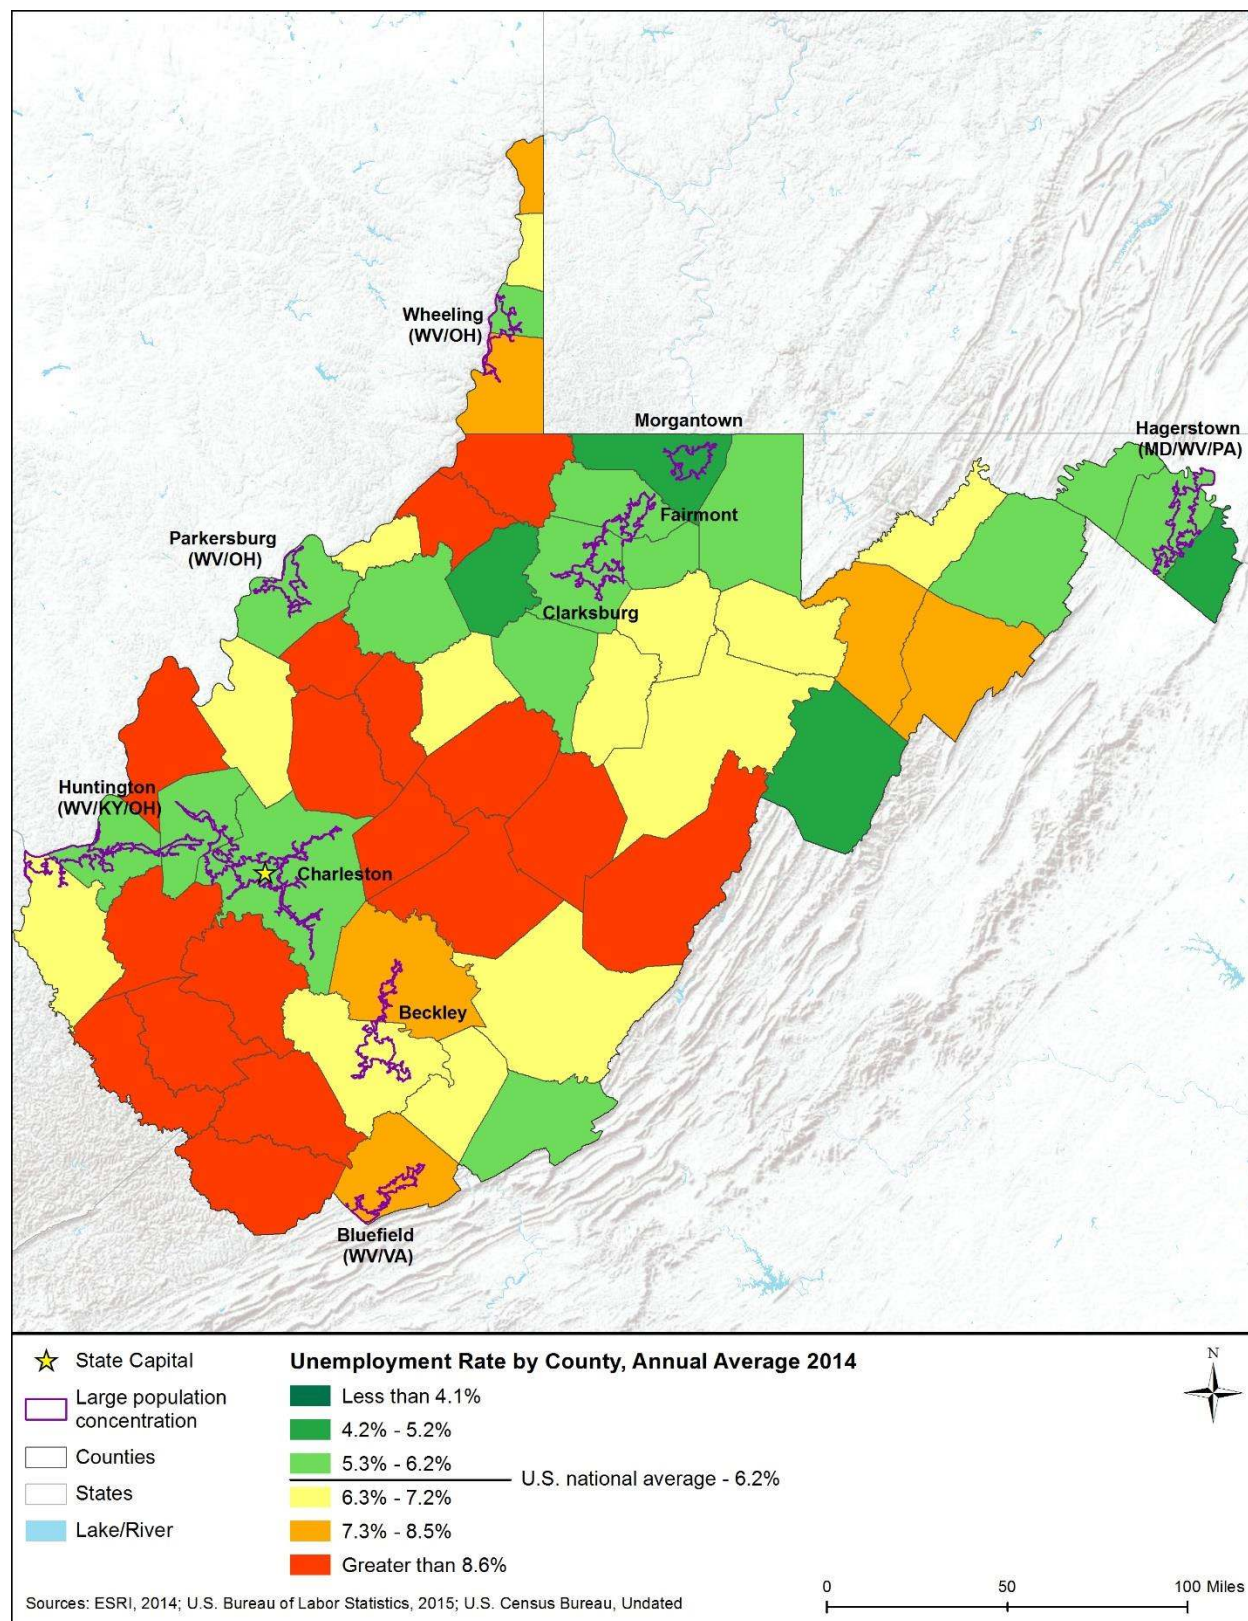 Wheeling
(WV/OH)
Morgantown
Hagerstown
(MD/WV/PA)
Fairmont
Parkersburg
(WV/OH)
Clarksburg
Huntington
(WV/KY/OH)
Charleston
Beckley
Bluefield
(WV/VA)
State Capital
Large population
concentration
Counties
States
Lake/River
Unemployment Rate by County, Annual Average 2014
Less than 4.1%
4.2% - 5.2%
5.3% - 6.2%
U.S. national average - 6.2%
6.3% - 7.2%
7.3% - 8.5%
Greater than 8.6%
N
0 50 100 Miles
Sources: ESRI, 2014; U.S. Bureau of Labor Statistics, 2015; U.S. Census Bureau, Undated